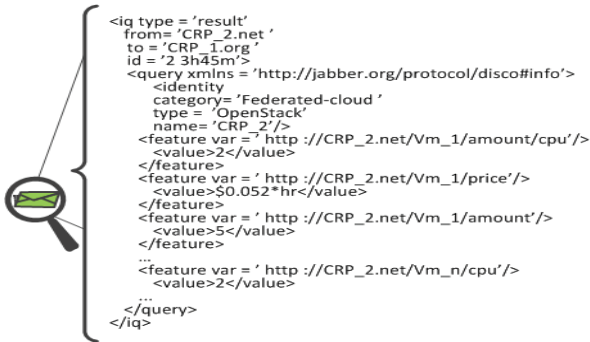 <iq type = 'result'
from= 'CRP_2.net '
to = 'CRP_1.org '
id = '2 3h45m'>
<query xmlns = 'http://jabber.org/protocol/disco#info'>
<identity
category= 'Federated-cloud '
type =  'OpenStack'
name= 'CRP_2'/>
<feature var = ' http ://CRP_2.net/Vm_1/amount/cpu'/>
<value>2</value>
</feature>
<feature var = ' http ://CRP_2.net/Vm_1/price'/>
<value>$0.052*hr</value>
</feature>
<feature var = ' http ://CRP_2.net/Vm_1/amount'/>
<value>5</value>
</feature>
...
<feature var = ' http ://CRP_2.net/Vm_n/cpu'/>
<value>2</value>
...
</query>
</iq>